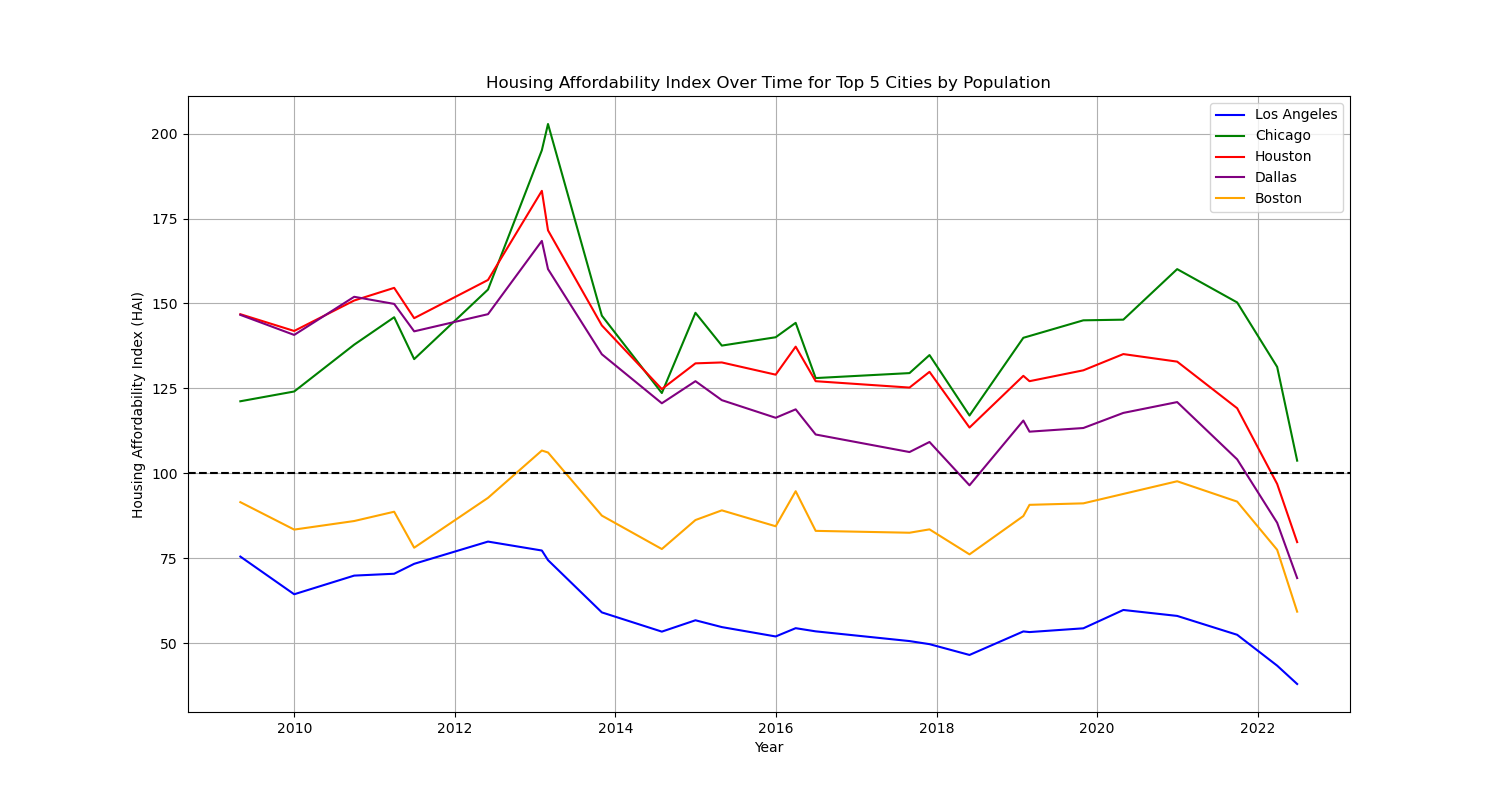 Housing Affordability Index Over Time for Top 5 Cities by Population
Housing Affordability Index (HAI)
200
175
150
125
100
75
50
Los Angeles
Chicago
Houston
Dallas
Boston
2010
2012
2014
2016
2018
2020
2022
Year